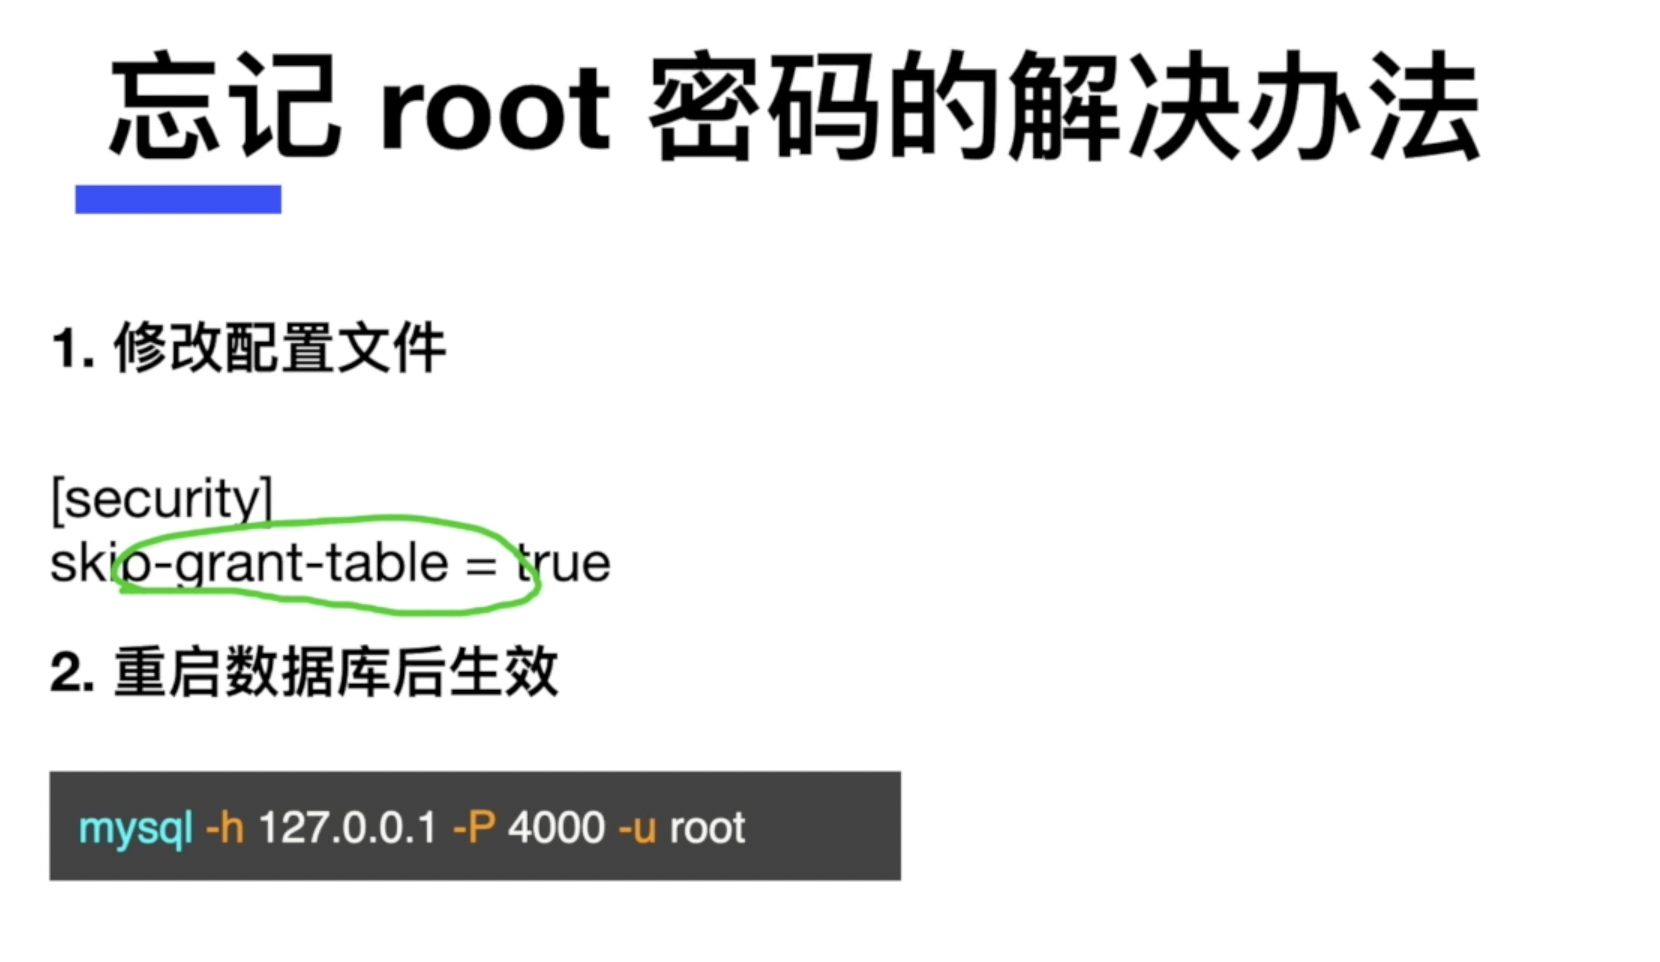 忘记 root 密码的解决办法
1. 修改配置文件
[security]
skip-grant-table = true
2. 重启数据库后生效
mysql -h 127.0.0.1 -P 4000 -u root